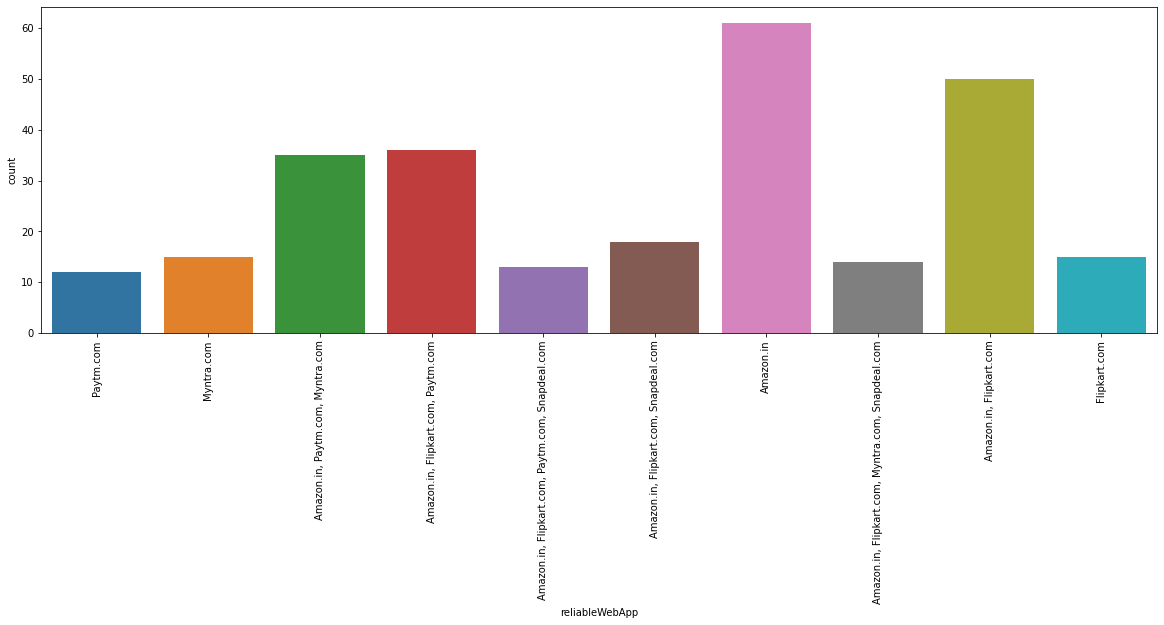 60
50
40
30
20
10
0
count
Paytm.com
Myntra.com
Amazon.in, Paytm.com, Myntra.com
Amazon.in, Flipkart.com, Paytm.com
Amazon.in, Flipkart.com, Paytm.com, Snapdeal.com
Amazon.in, Flipkart.com, Snapdeal.com
Amazon.in
Amazon.in, Flipkart.com, Myntra.com, Snapdeal.com
Amazon.in, Flipkart.com
Flipkart.com
reliableWebApp